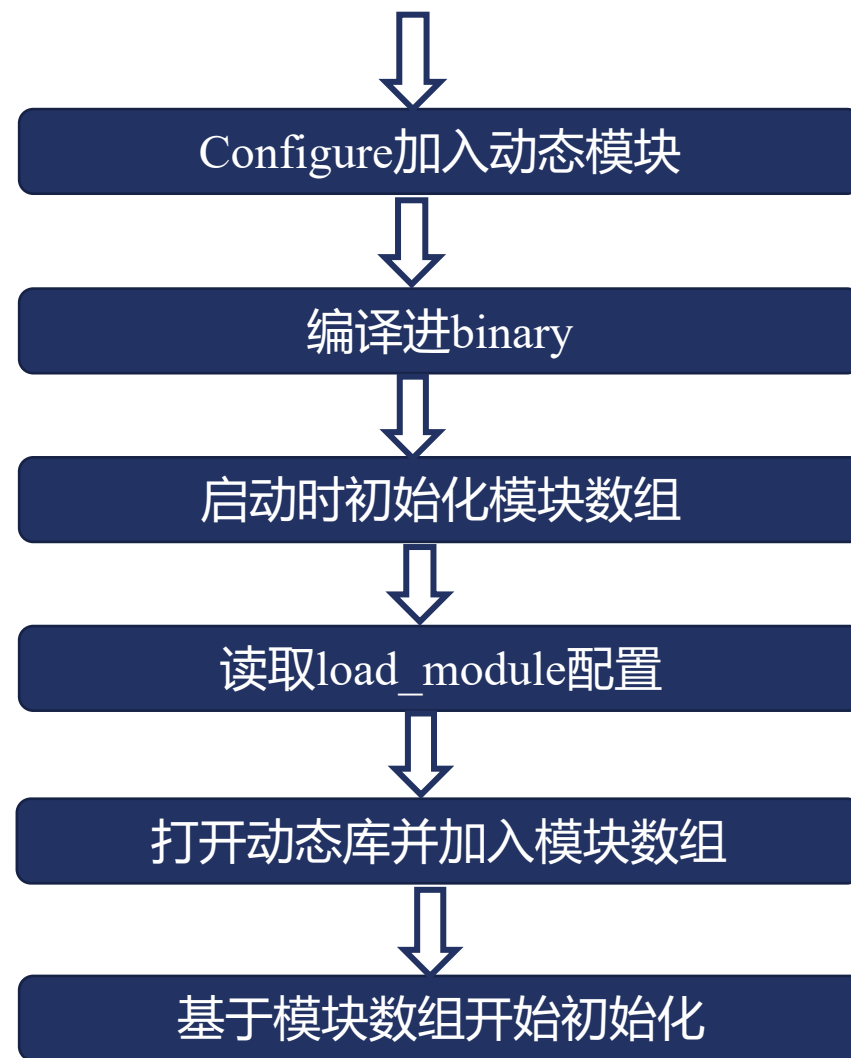 Configure加入动态模块
编译进binary
启动时初始化模块数组
读取load_module配置
打开动态库并加入模块数组
基于模块数组开始初始化